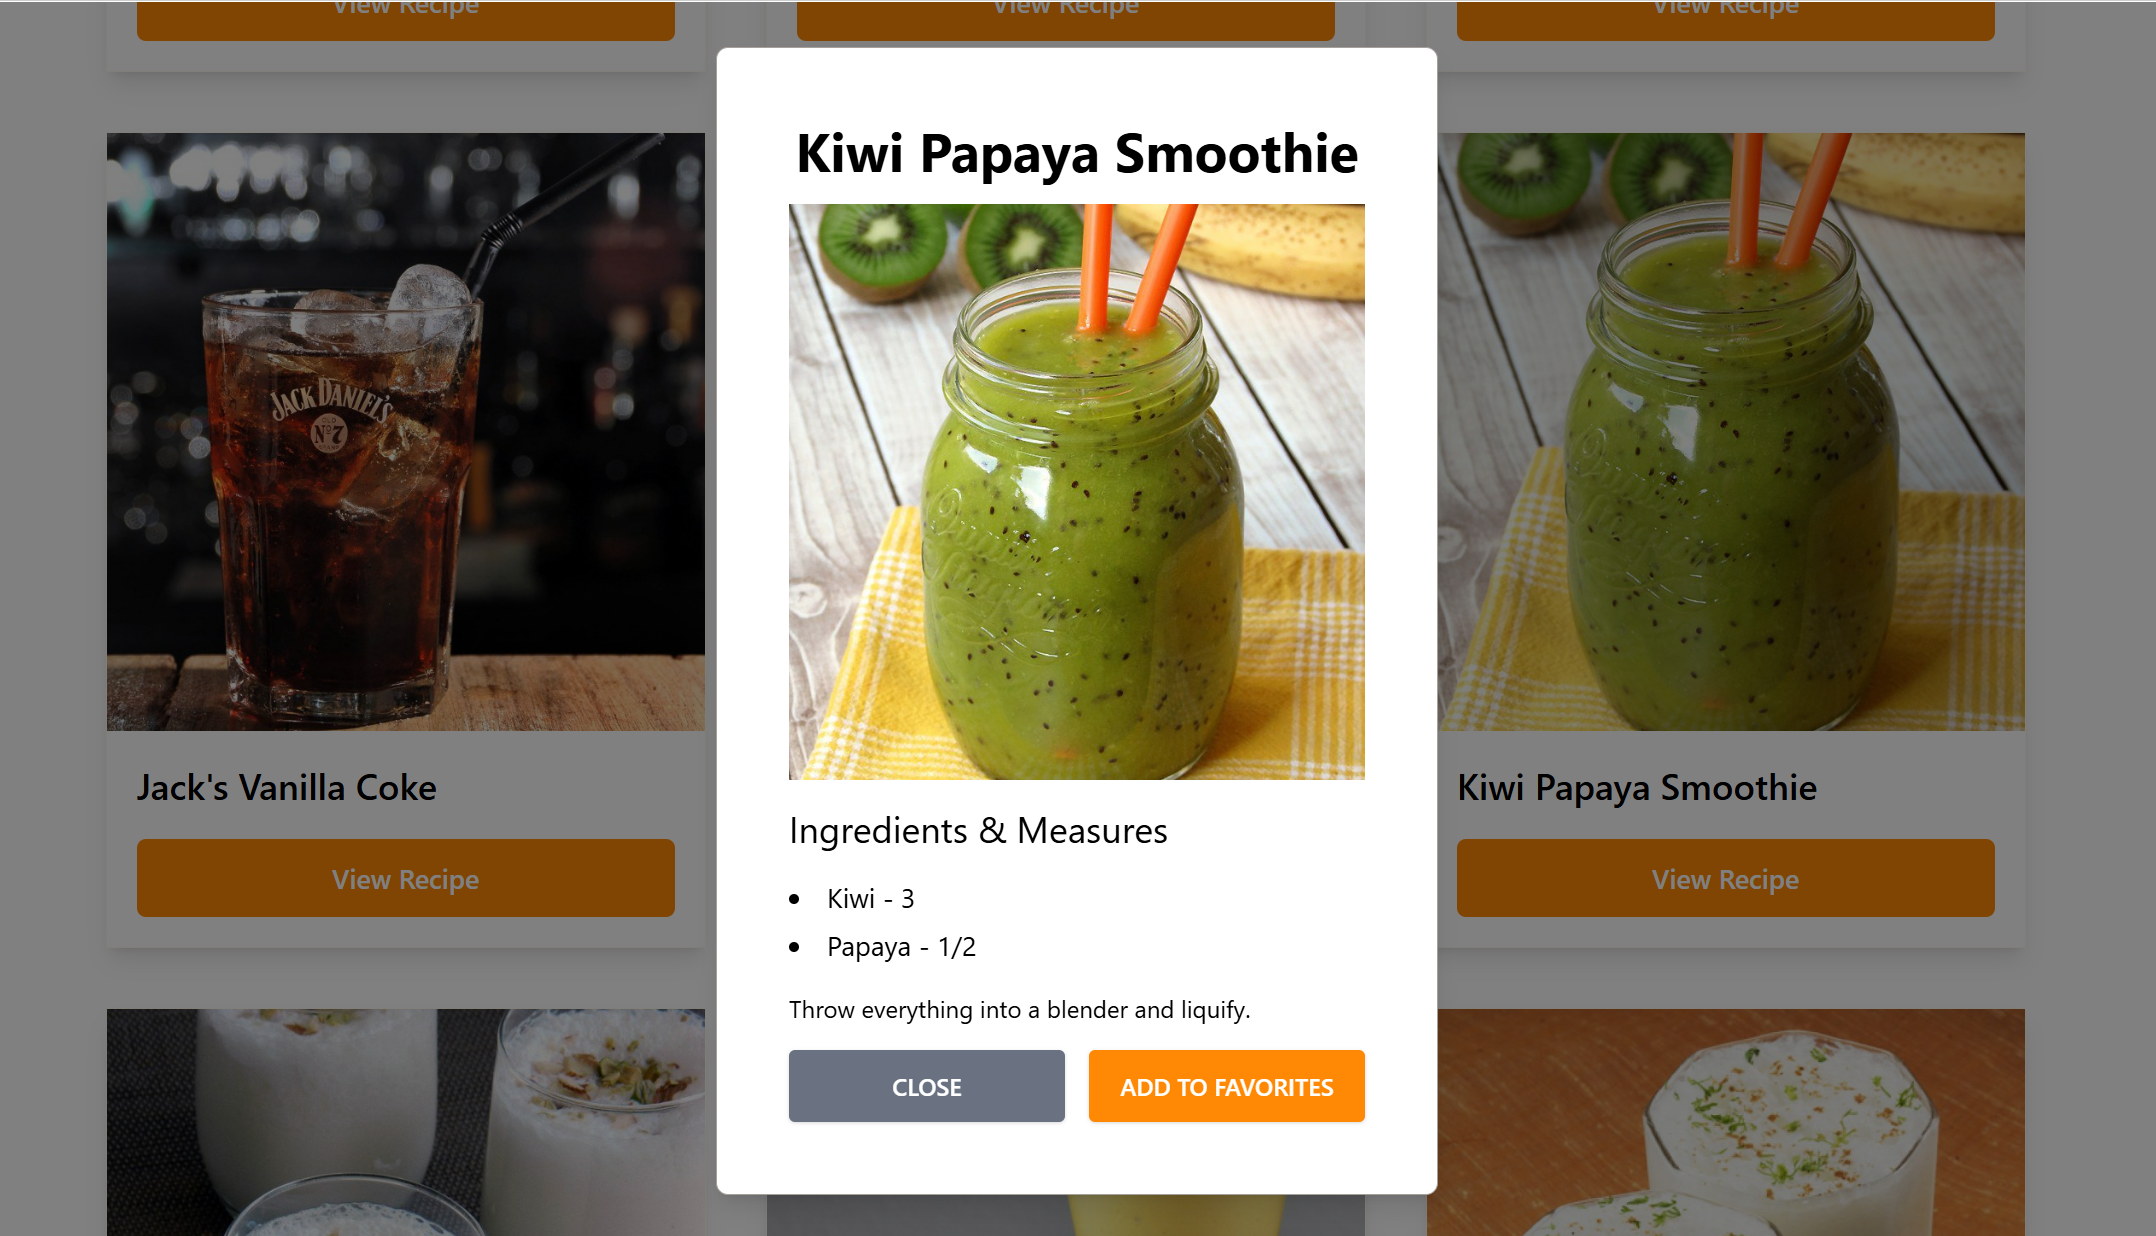 View Recipe
View Recipe
View Recipe
Kiwi Papaya Smoothie
JACK DANIEL'S
OLD
No7
Jack's Vanilla Coke
Kiwi Papaya Smoothie
Ingredients & Measures
View Recipe
View Recipe
Kiwi - 3
Papaya - 1/2
Throw everything into a blender and liquify.
CLOSE
ADD TO FAVORITES